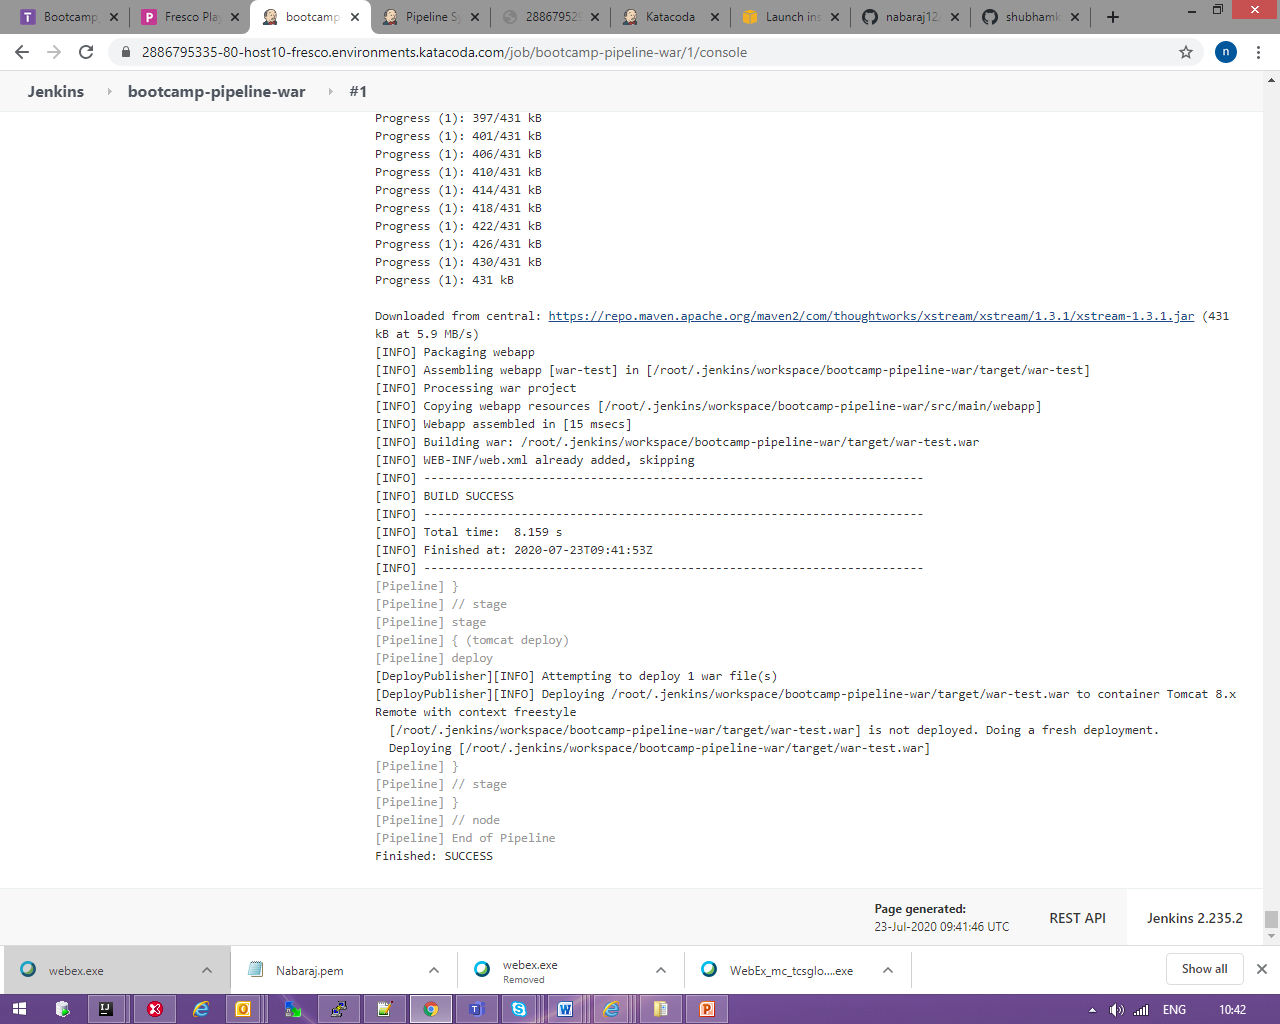 Bootcamp_
Fresco Play
bootcamp
Pipeline Sy
288679529
Katacoda
Launch ins
nabaraj12/
shubhamk
2886795335-80-host10-fresco.environments.katacoda.com/job/bootcamp-pipeline-war/1/console
n
Jenkins
bootcamp-pipeline-war
#1
Progress (1): 397/431 kB
Progress (1): 401/431 kB
Progress (1): 406/431 kB
Progress (1): 410/431 kB
Progress (1): 414/431 kB
Progress (1): 418/431 kB
Progress (1): 422/431 kB
Progress (1): 426/431 kB
Progress (1): 430/431 kB
Progress (1): 431 kB
Downloaded from central: https://repo.maven.apache.org/maven2/com/thoughtworks/xstream/xstream/1.3.1/xstream-1.3.1.jar (431
kB at 5.9 MB/s)
[INFO] Packaging webapp
[INFO] Assembling webapp [war-test] in [/root/.jenkins/workspace/bootcamp-pipeline-war/target/war-test]
[INFO] Processing war project
[INFO] Copying webapp resources [/root/.jenkins/workspace/bootcamp-pipeline-war/src/main/webapp]
[INFO] Webapp assembled in [15 msecs]
[INFO] Building war: /root/.jenkins/workspace/bootcamp-pipeline-war/target/war-test.war
[INFO] WEB-INF/web.xml already added, skipping
[INFO] ------------------------------------------------------------------------
[INFO] BUILD SUCCESS
[INFO] ------------------------------------------------------------------------
[INFO] Total time:  8.159 s
[INFO] Finished at: 2020-07-23T09:41:53Z
[INFO] ------------------------------------------------------------------------
[Pipeline] }
[Pipeline] // stage
[Pipeline] stage
[Pipeline] { (tomcat deploy)
[Pipeline] deploy
[DeployPublisher][INFO] Attempting to deploy 1 war file(s)
[DeployPublisher][INFO] Deploying /root/.jenkins/workspace/bootcamp-pipeline-war/target/war-test.war to container Tomcat 8.x
Remote with context freestyle
[/root/.jenkins/workspace/bootcamp-pipeline-war/target/war-test.war] is not deployed. Doing a fresh deployment.
Deploying [/root/.jenkins/workspace/bootcamp-pipeline-war/target/war-test.war]
[Pipeline] }
[Pipeline] // stage
[Pipeline] }
[Pipeline] // node
[Pipeline] End of Pipeline
Finished: SUCCESS
Page generated:
23-Jul-2020 09:41:46 UTC
REST API
Jenkins 2.235.2
webex.exe
Nabaraj.pem
webex.exe
Removed
WebEx_mc_tcsglo....exe
Show all
ENG
10:42